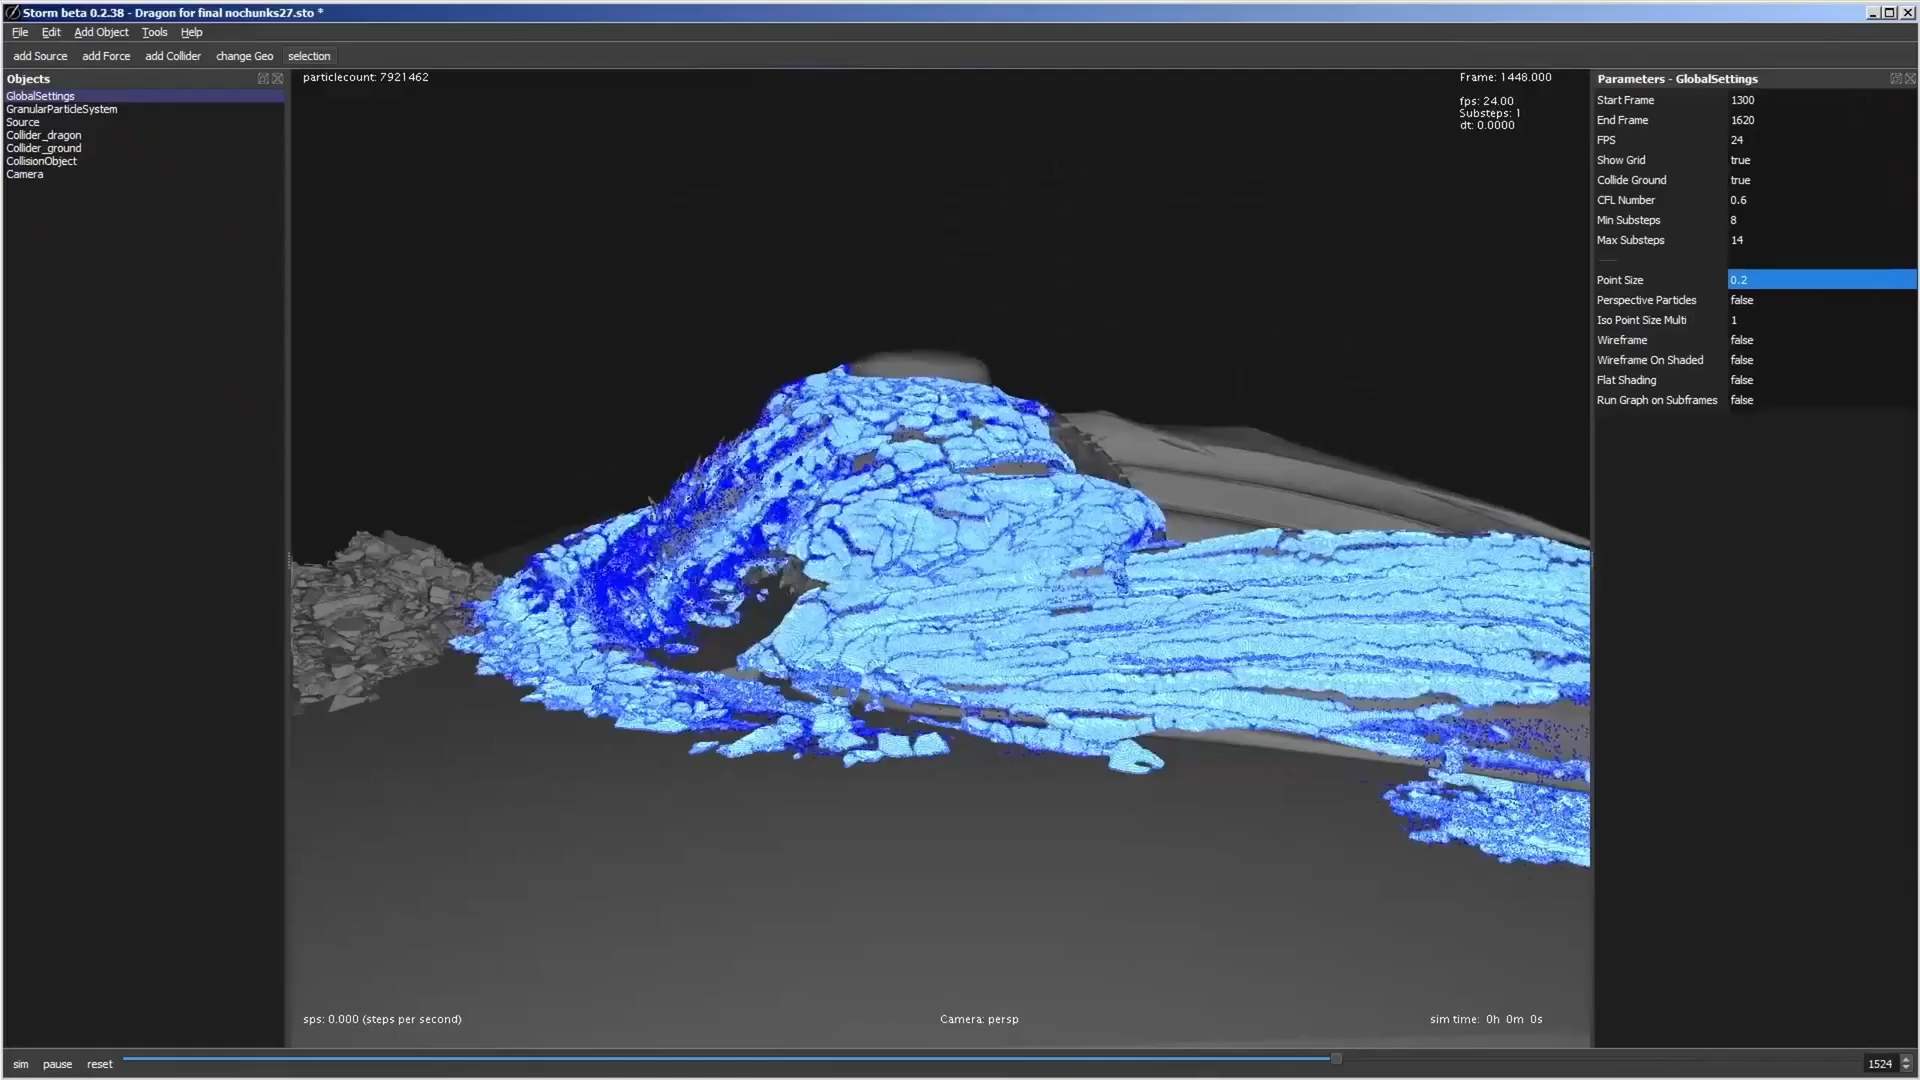 Storm beta 0.2.38 - Dragon for final nochunks27.sto *
File Edit Add Object Tools Help
add Source add Force add Collider change Geo selection
Objects
GlobalSettings
GranularParticleSystem
Source
Collider_dragon
Collider_ground
CollisionObject
Camera
particlecount: 7921462
Frame: 1448.000
fps: 24.00
Substeps: 1
dt: 0.0000
Parameters - GlobalSettings
Start Frame 1300
End Frame 1620
FPS 24
Show Grid true
Collide Ground true
CFL Number 0.6
Min Substeps 8
Max Substeps 14
Point Size 0.2
Perspective Particles false
Iso Point Size Multi 1
Wireframe false
Wireframe On Shaded false
Flat Shading false
Run Graph on Subframes false
sps: 0.000 (steps per second)
Camera: persp
sim time: 0h 0m 0s
sim pause reset
1524